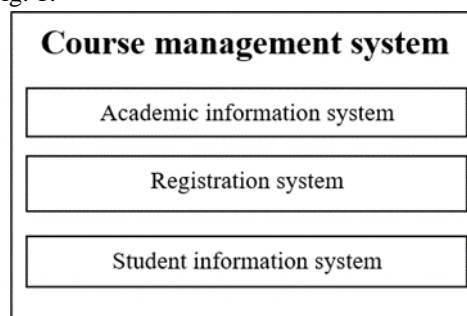 Course management system
Academic information system
Registration system
Student information system